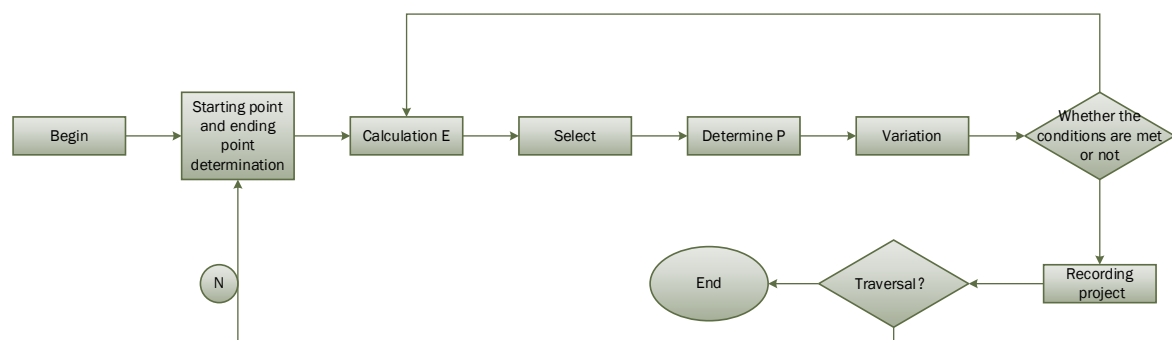 Begin
Starting point
and ending
point
determination
Calculation E
Select
Determine P
Variation
Whether the
conditions are met
or not
N
End
Traversal?
Recording
project